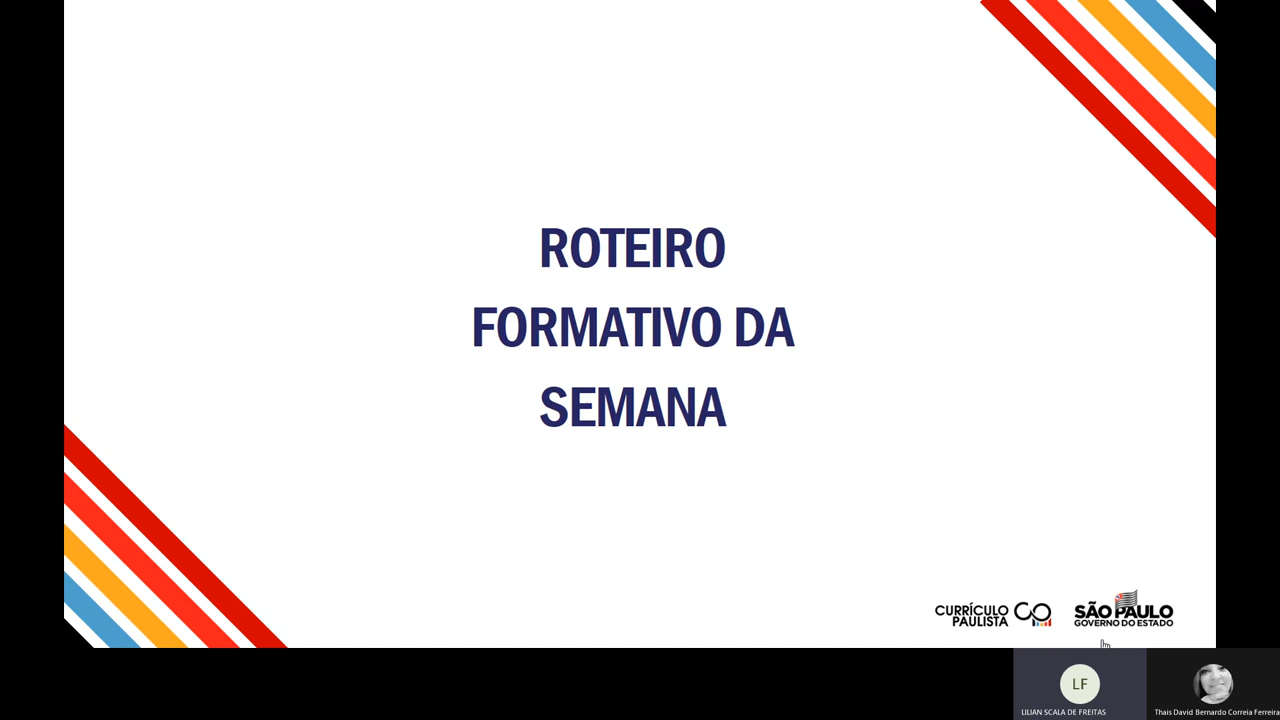 ROTEIRO
FORMATIVO DA
SEMANA
CURRÍCULO
PAULISTA
SÃO PAULO
GOVERNO DO ESTADO
LF
LILIAN SCALA DE FREITAS
Thais David Bernardo Correia Ferreira